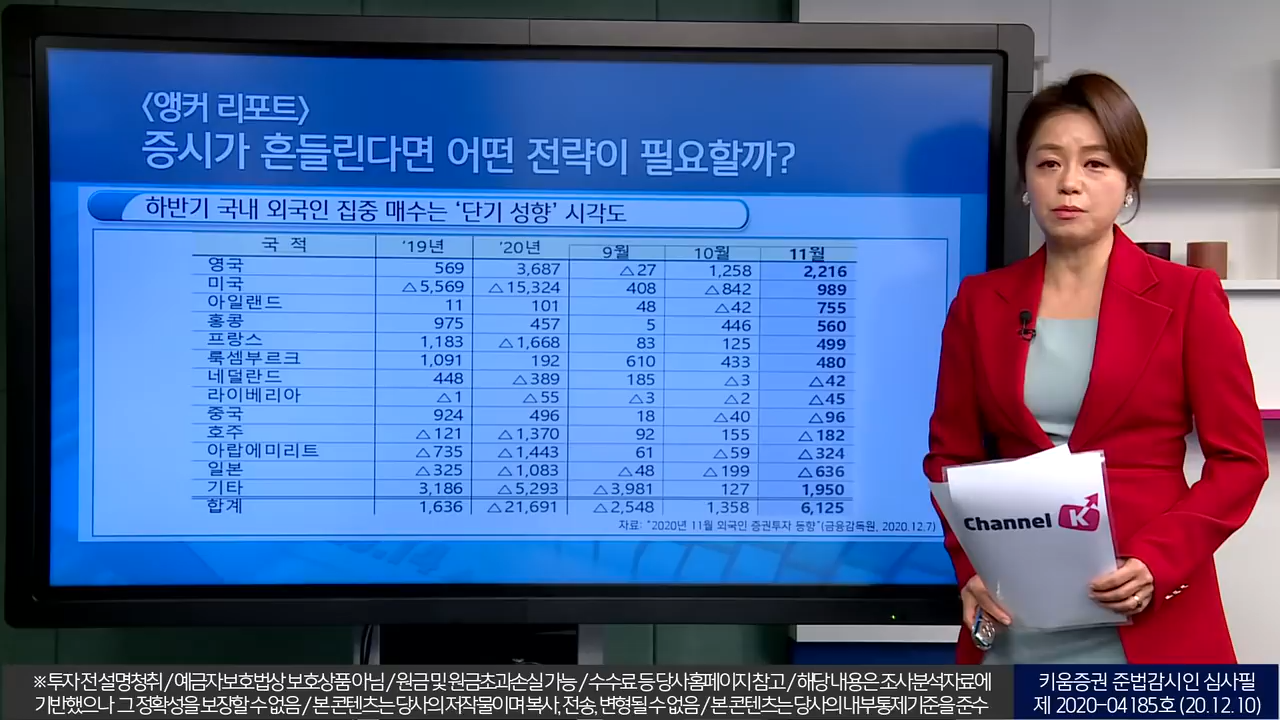 <앵커 리포트>
증시가 흔들린다면 어떤 전략이 필요할까?
하반기 국내 외국인 집중 매수는 ‘단기 성향’ 시각도
국 적 ’19년 ’20년 9월 10월 11월
영국 569 3,687 △27 1,258 2,216
미국 △5,569 △15,324 408 △842 989
아일랜드 11 101 48 △42 755
홍콩 975 457 5 446 560
프랑스 1,183 △1,668 83 125 499
룩셈부르크 1,091 192 610 433 480
네덜란드 448 △389 185 △3 △42
라이베리아 △1 △55 △3 △2 △45
중국 924 496 18 △40 △96
호주 △121 △1,370 92 155 △182
아랍에미리트 △735 △1,443 61 △59 △324
일본 △325 △1,083 △48 △199 △636
기타 3,186 △5,293 △3,981 127 1,950
합계 1,636 △21,691 △2,548 1,358 6,125
자료: "2020년 11월 외국인 증권투자 동향"(금융감독원, 2020.12.7)
Channel K
※ 투자 전 설명청취 / 예금자보호법상 보호상품 아님 / 원금 및 원금초과손실 가능 / 수수료 등 당사홈페이지 참고 / 해당 내용은 조사분석자료에
기반했으나 그 정확성을 보장할 수 없음 / 본 콘텐츠는 당사의 저작물이며 복사, 전송, 변형될 수 없음 / 본 콘텐츠는 당사의 내부통제기준을 준수
키움증권 준법감시인 심사필
제 2020-04185호 (20.12.10)